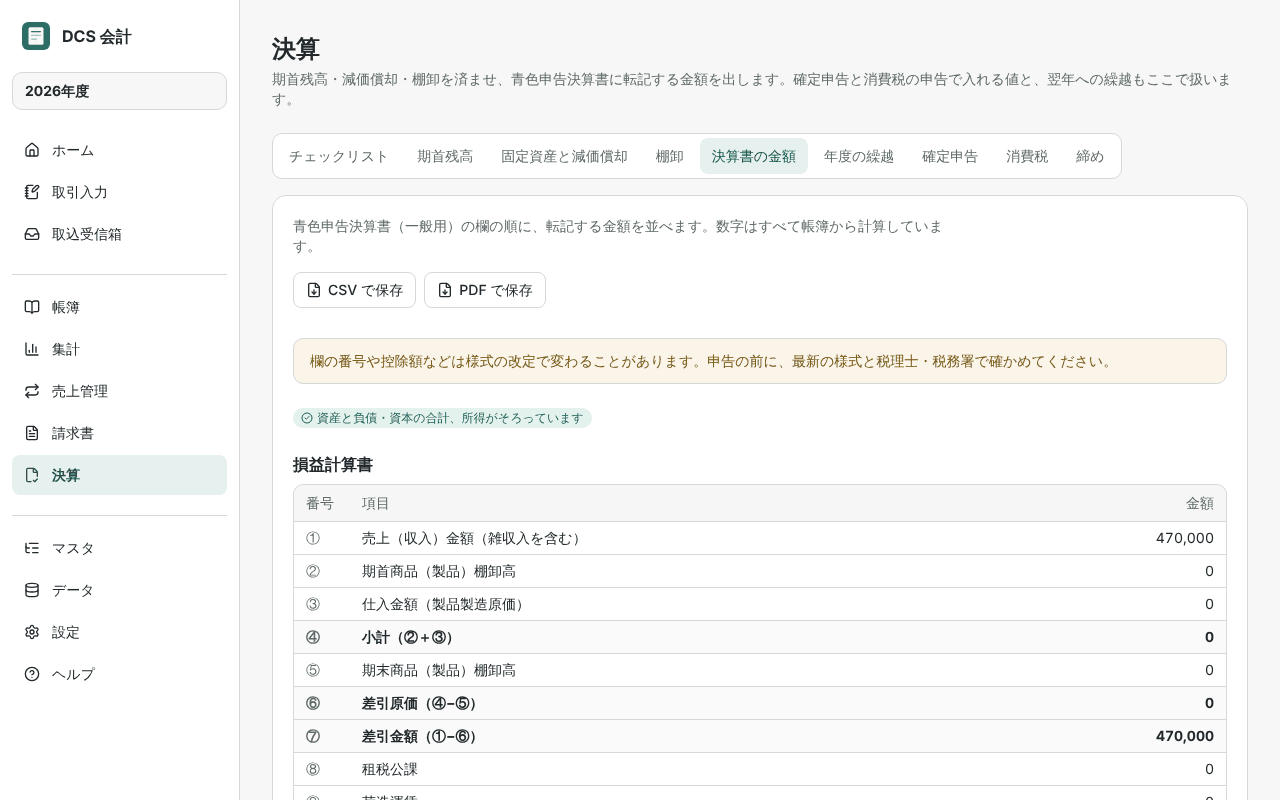 DCS 会計
2026年度
ホーム
取引入力
取込受信箱
帳簿
集計
売上管理
請求書
決算
マスタ
データ
設定
ヘルプ
決算
期首残高・減価償却・棚卸を済ませ、青色申告決算書に転記する金額を出します。確定申告と消費税の申告で入れる値と、翌年への繰越もここで扱いま
す。
チェックリスト 期首残高 固定資産と減価償却 棚卸 決算書の金額 年度の繰越 確定申告 消費税 締め
青色申告決算書（一般用）の欄の順に、転記する金額を並べます。数字はすべて帳簿から計算していま
す。
CSV で保存 PDF で保存
欄の番号や控除額などは様式の改定で変わることがあります。申告の前に、最新の様式と税理士・税務署で確かめてください。
資産と負債・資本の合計、所得がそろっています
損益計算書
番号 項目 金額
① 売上（収入）金額（雑収入を含む） 470,000
② 期首商品（製品）棚卸高 0
③ 仕入金額（製品製造原価） 0
④ 小計（②＋③） 0
⑤ 期末商品（製品）棚卸高 0
⑥ 差引原価（④−⑤） 0
⑦ 差引金額（①−⑥） 470,000
⑧ 租税公課 0